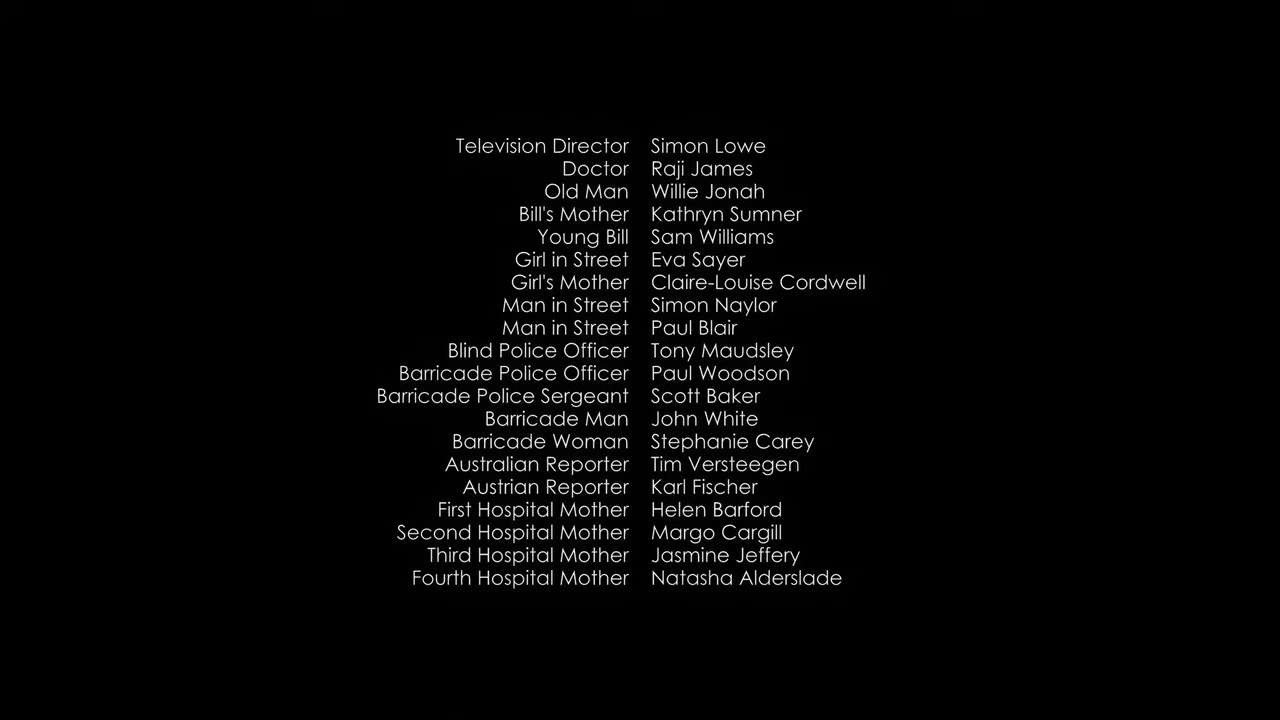 Television Director Simon Lowe
Doctor Raji James
Old Man Willie Jonah
Bill's Mother Kathryn Sumner
Young Bill Sam Williams
Girl in Street Eva Sayer
Girl's Mother Claire-Louise Cordwell
Man in Street Simon Naylor
Man in Street Paul Blair
Blind Police Officer Tony Maudsley
Barricade Police Officer Paul Woodson
Barricade Police Sergeant Scott Baker
Barricade Man John White
Barricade Woman Stephanie Carey
Australian Reporter Tim Versteegen
Austrian Reporter Karl Fischer
First Hospital Mother Helen Barford
Second Hospital Mother Margo Cargill
Third Hospital Mother Jasmine Jeffery
Fourth Hospital Mother Natasha Alderslade